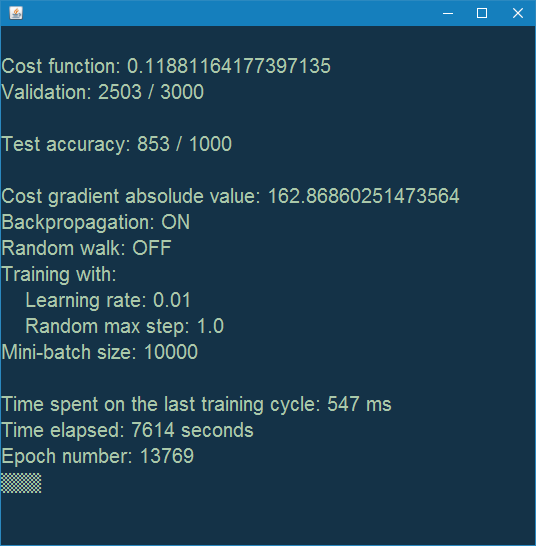 Cost function: 0.11881164177397135
Validation: 2503 / 3000
Test accuracy: 853 / 1000
Cost gradient absolude value: 162.86860251473564
Backpropagation: ON
Random walk: OFF
Training with:
Learning rate: 0.01
Random max step: 1.0
Mini-batch size: 10000
Time spent on the last training cycle: 547 ms
Time elapsed: 7614 seconds
Epoch number: 13769
▒▒▒